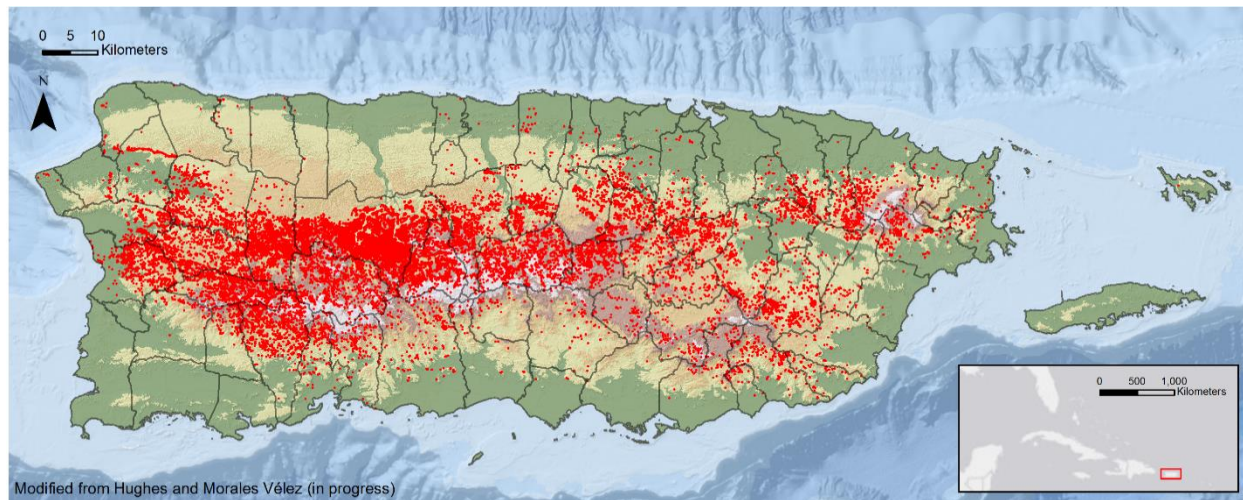 0 5 10
Kilometers
N
0 500 1,000
Kilometers
Modified from Hughes and Morales Vélez (in progress)